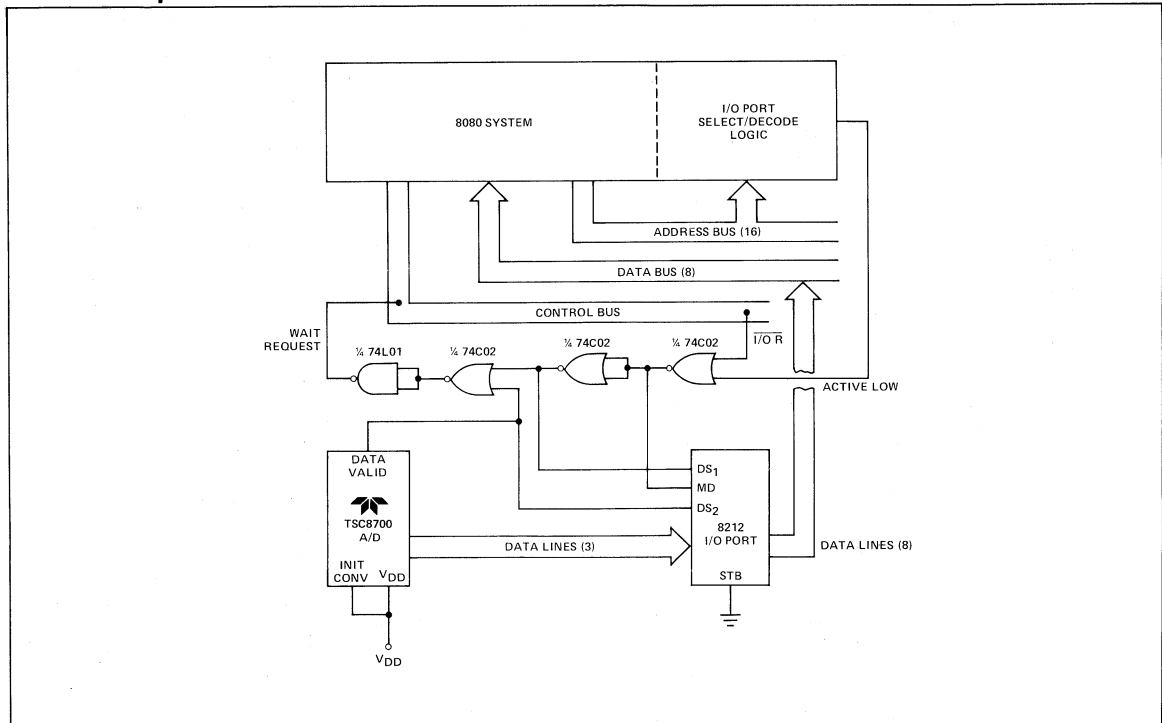 8080 SYSTEM
I/O PORT
SELECT/DECODE
LOGIC
ADDRESS BUS (16)
DATA BUS (8)
CONTROL BUS
WAIT
REQUEST
I/O R
¼ 74L01
¼ 74C02
¼ 74C02
¼ 74C02
ACTIVE LOW
DATA
VALID
TSC8700
A/D
INIT
CONV
VDD
DATA LINES (3)
DS1
MD
DS2
8212
I/O PORT
STB
DATA LINES (8)
VDD